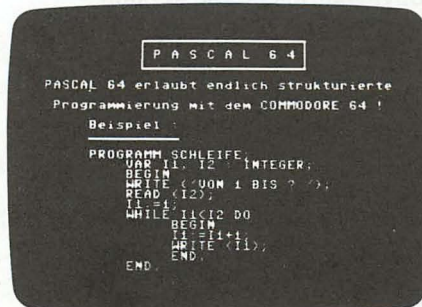 PASCAL 64
PASCAL 64 erlaubt endlich strukturierte
Programmierung mit dem COMMODORE 64 !
Beispiel :
PROGRAMM SCHLEIFE;
VAR I1, I2 : INTEGER;
BEGIN
WRITE ('VON 1 BIS ? ');
READ (I2);
I1:=1;
WHILE I1<I2 DO
BEGIN
I1:=I1+1;
WRITE (I1);
END;
END.